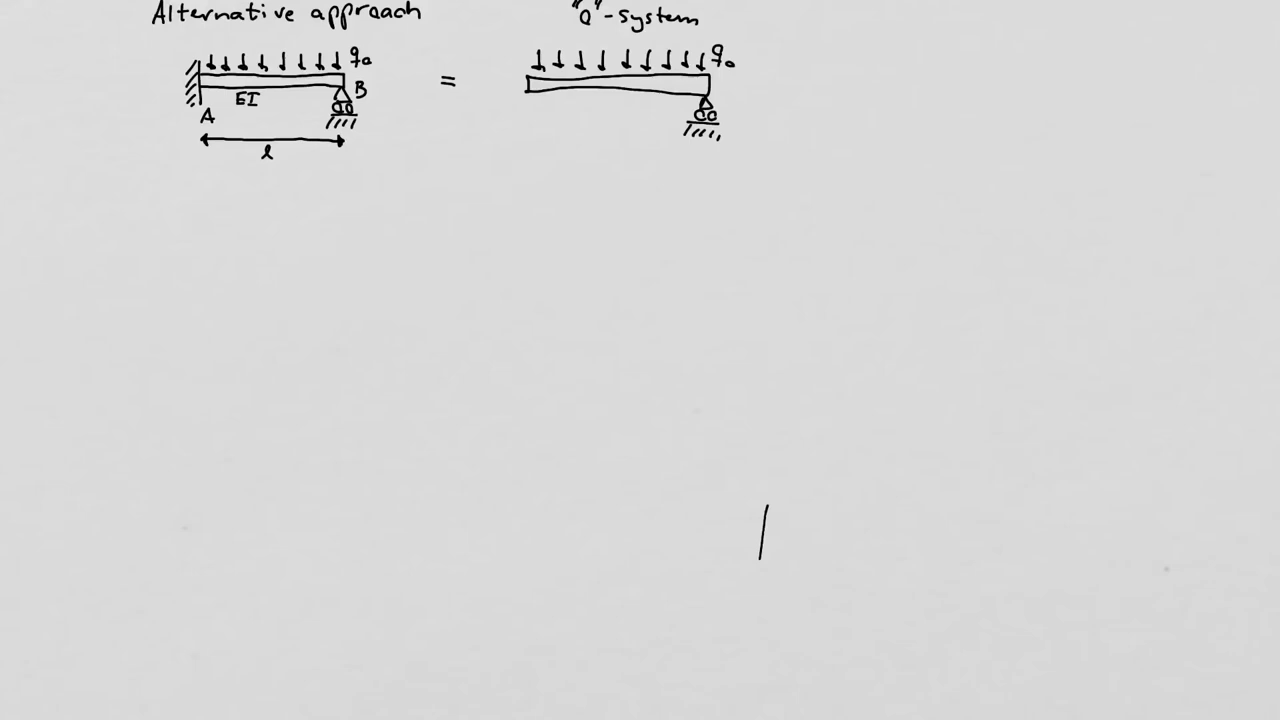 Alternative approach
"0"-system
q₀
EI
A
B
l
=
q₀